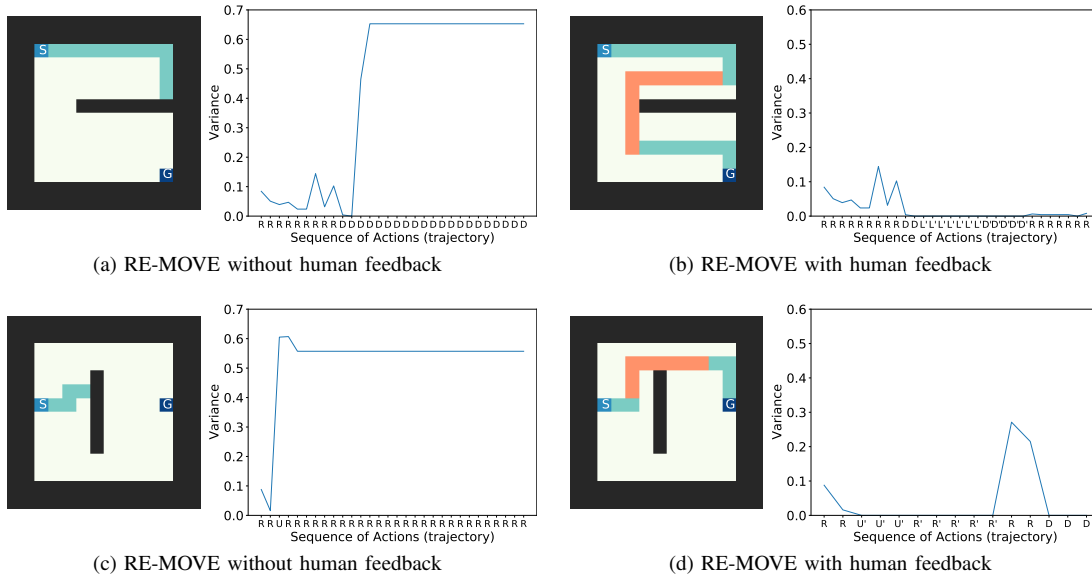 S
G
0.7
0.6
0.5
0.4
0.3
0.2
0.1
0.0
Variance
R R R R R R R R R D D D D D D D D D D D D D D D D D D D D D
Sequence of Actions (trajectory)
(a) RE-MOVE without human feedback
S
G
0.6
0.5
0.4
0.3
0.2
0.1
0.0
Variance
R R R R R R R R R D D L' L' L' L' L' L' L' D' D' D' D' D' R R R R R R R
Sequence of Actions (trajectory)
(b) RE-MOVE with human feedback
S
G
0.7
0.6
0.5
0.4
0.3
0.2
0.1
0.0
Variance
R R U R R R R R R R R R R R R R R R R R R R R R R R R R R R
Sequence of Actions (trajectory)
(c) RE-MOVE without human feedback
S
G
0.6
0.5
0.4
0.3
0.2
0.1
0.0
Variance
R R U' U' U' R' R' R' R' R' R R D D D
Sequence of Actions (trajectory)
(d) RE-MOVE with human feedback